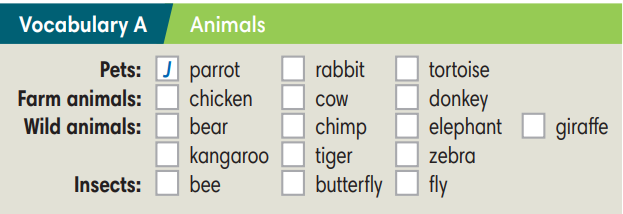 Vocabulary A Animals
Pets: J parrot rabbit tortoise
Farm animals: chicken cow donkey
Wild animals: bear chimp elephant giraffe
kangaroo tiger zebra
Insects: bee butterfly fly